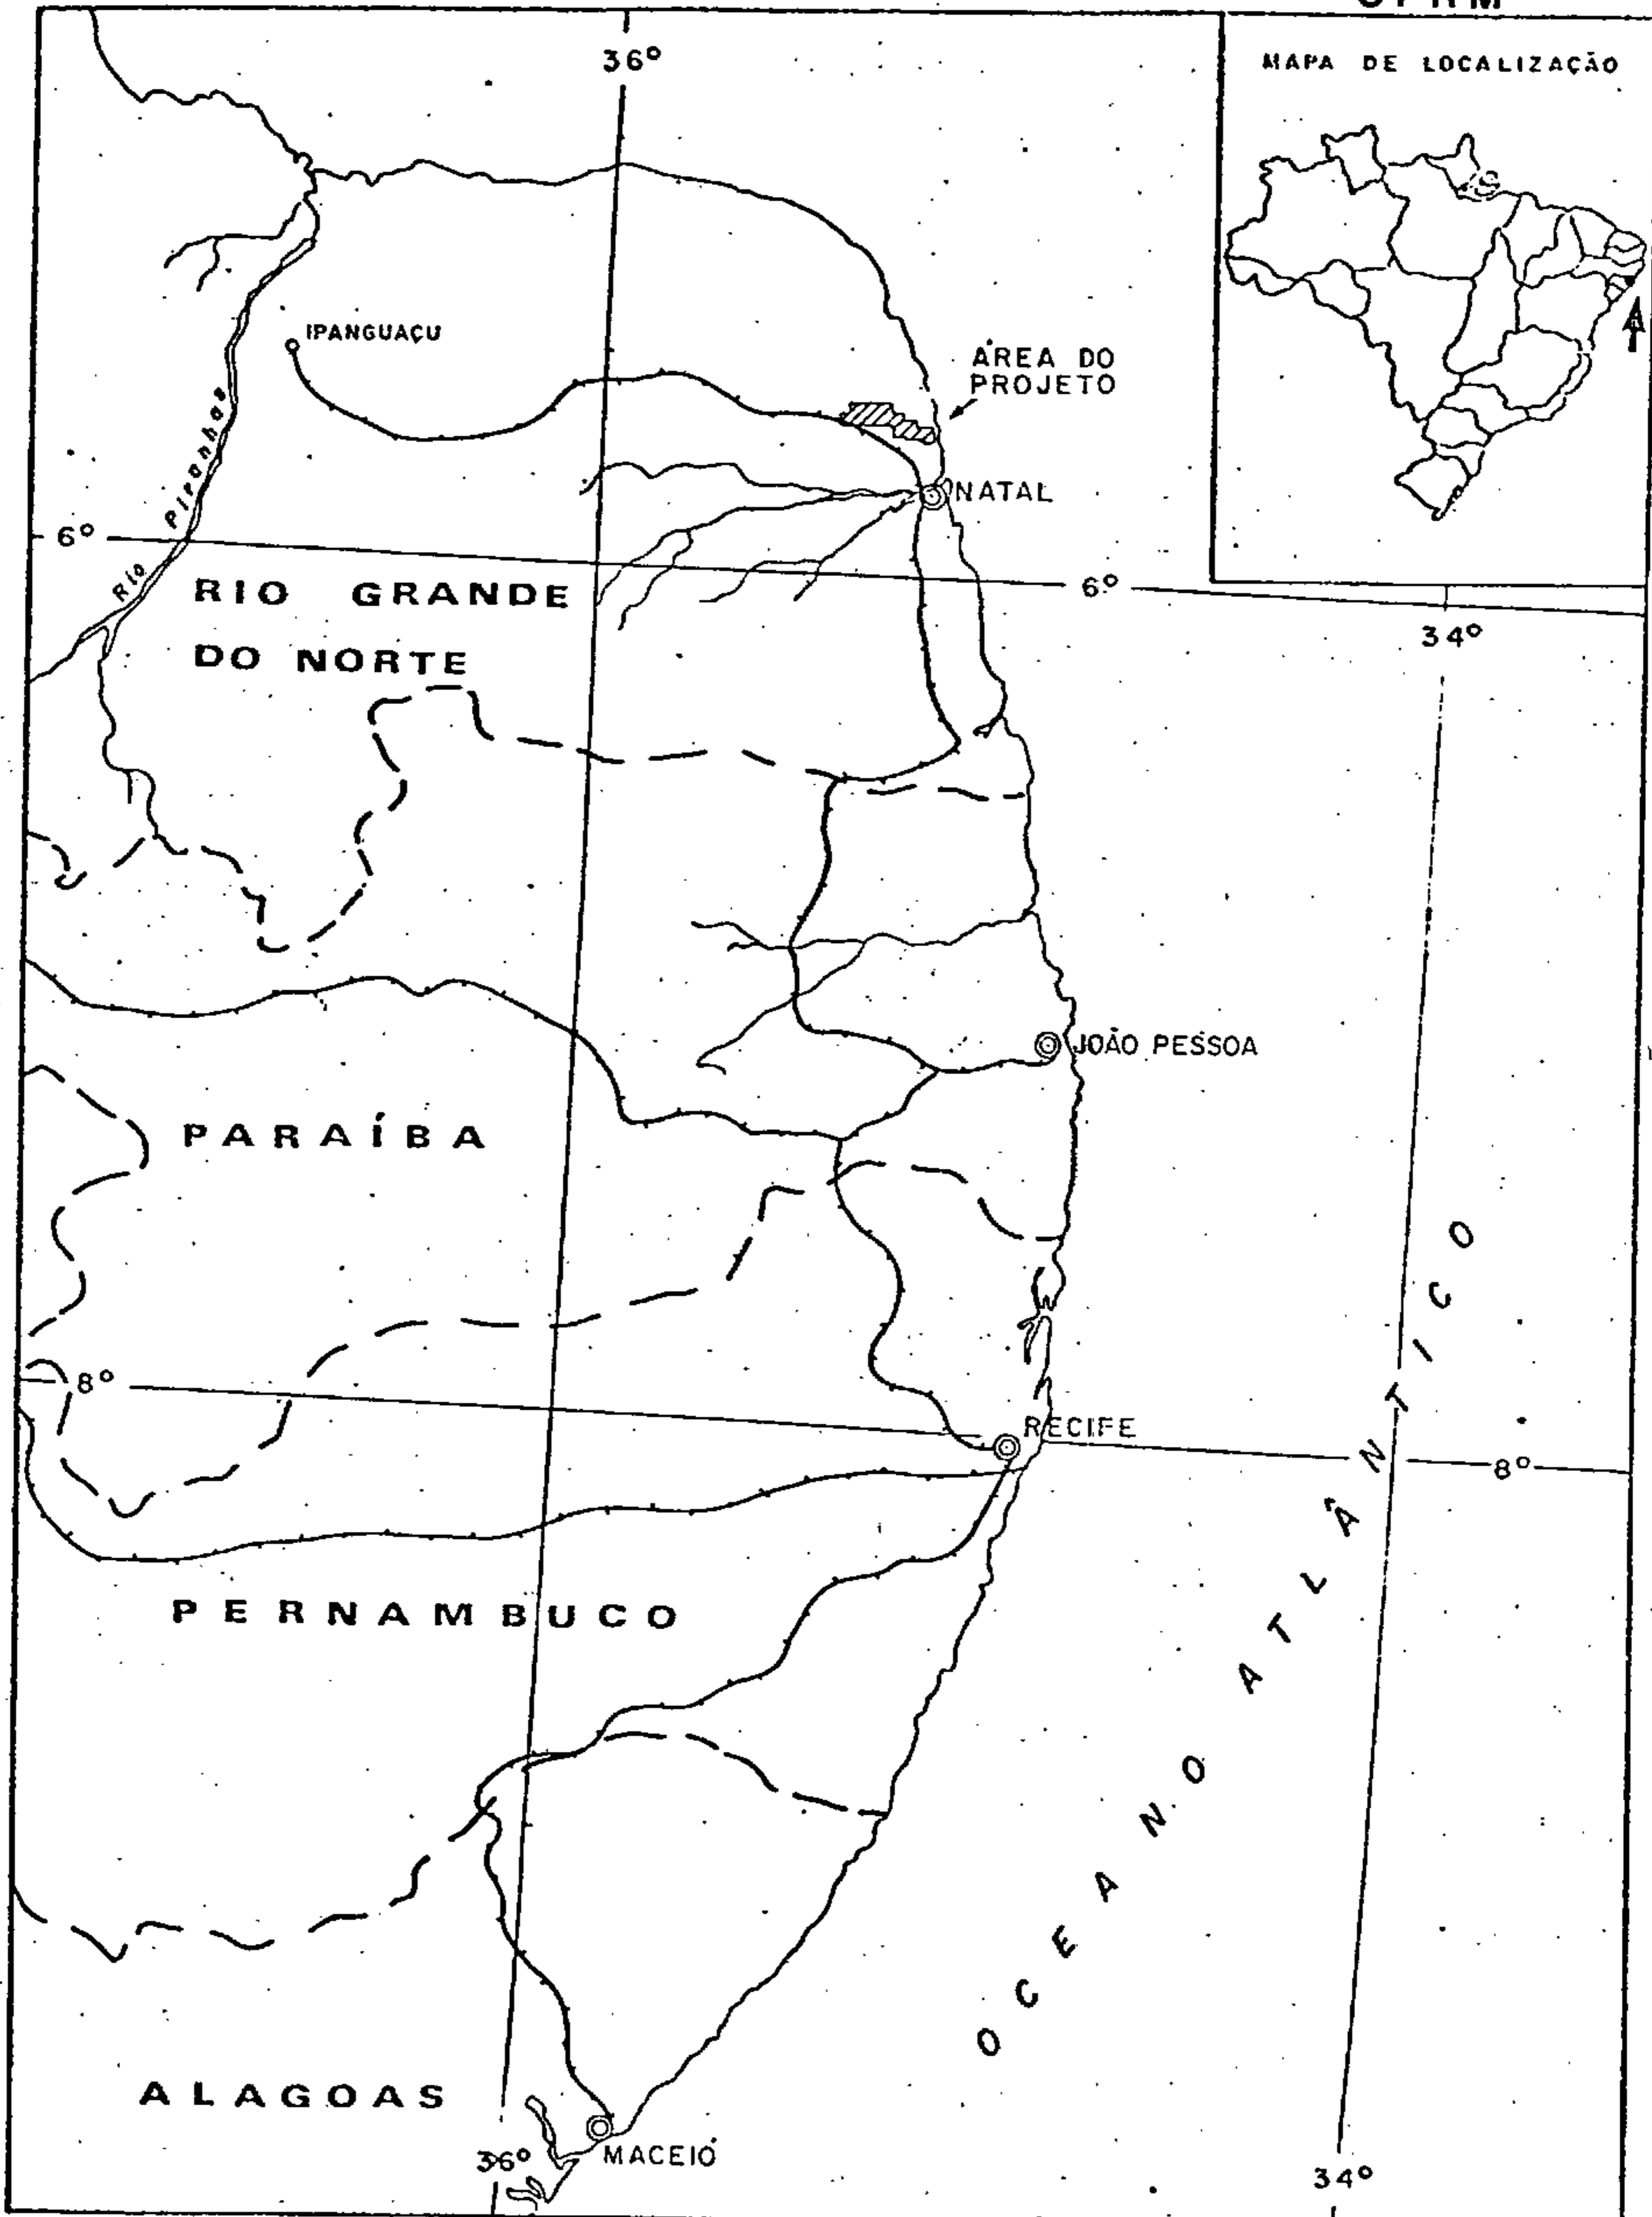 CPRM
36°
MAPA DE LOCALIZAÇÃO
IPANGUAÇU
ÁREA DO
PROJETO
Rio Piranhas
NATAL
6°
6°
34°
RIO GRANDE
DO NORTE
JOÃO PESSOA
PARAÍBA
8°
RECIFE
8°
PERNAMBUCO
OCEANO ATLÂNTICO
ALAGOAS
36°
MACEIÓ
34°